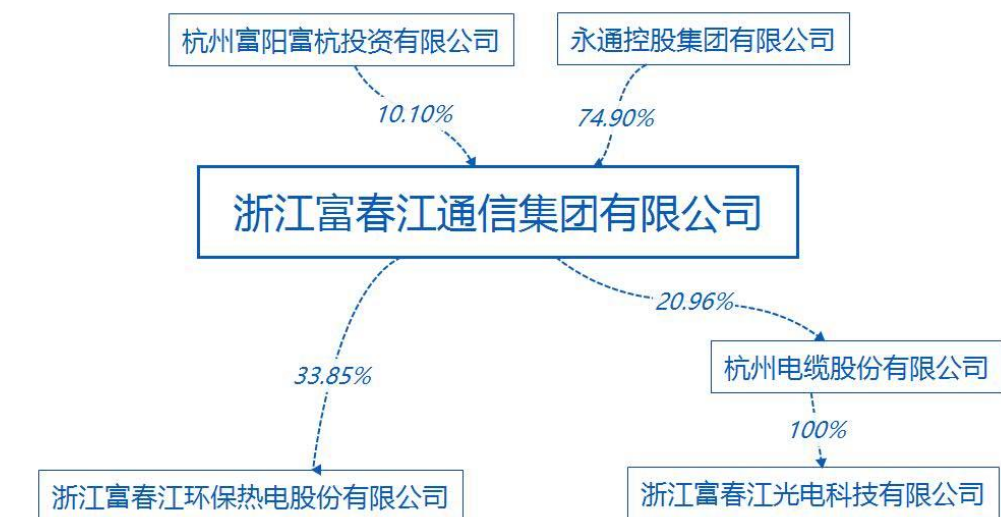 杭州富阳富杭投资有限公司
永通控股集团有限公司
10.10%
74.90%
浙江富春江通信集团有限公司
20.96%
33.85%
杭州电缆股份有限公司
100%
浙江富春江环保热电股份有限公司
浙江富春江光电科技有限公司